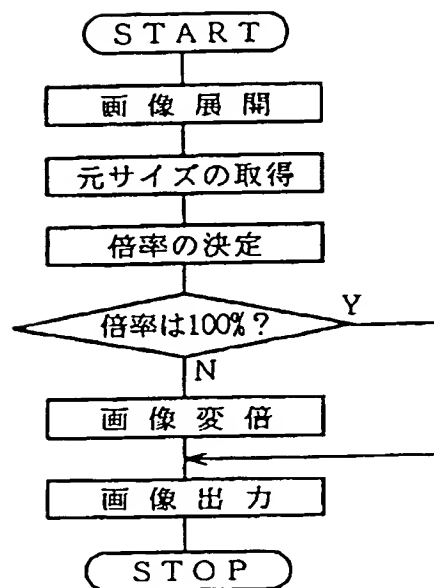 START
画像展開
元サイズの取得
倍率の決定
倍率は100%?
Y
N
画像変倍
画像出力
STOP